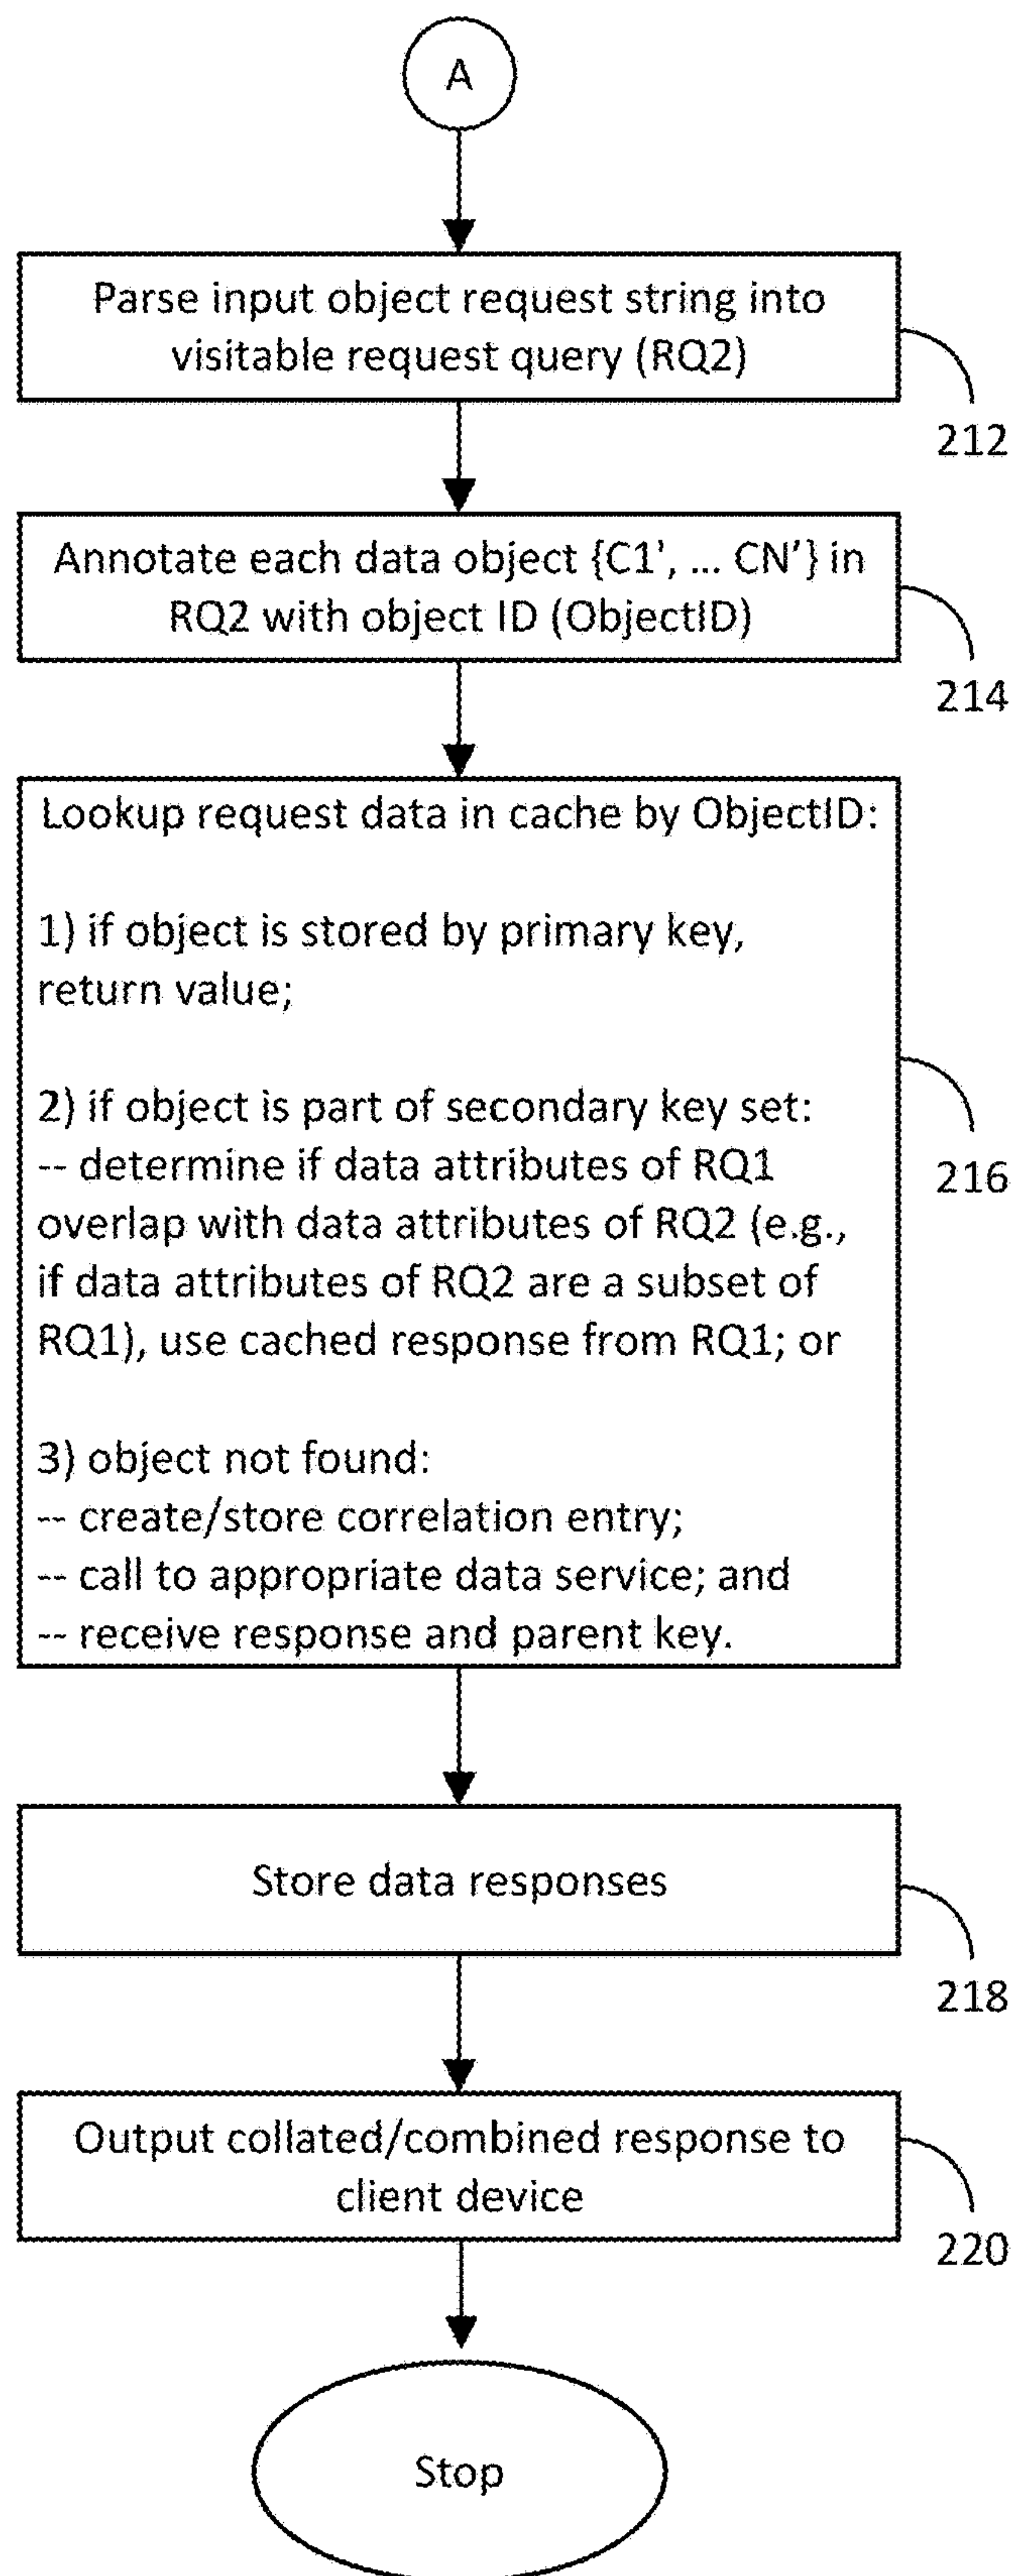 A
Parse input object request string into
visitable request query (RQ2)
212
Annotate each data object {C1', ... CN’} in
RQ2 with object ID (ObjectID)
214
Lookup request data in cache by ObjectID:
1) if object is stored by primary key,
return value;
2) if object is part of secondary key set:
-- determine if data attributes of RQ1
overlap with data attributes of RQ2 (e.g.,
if data attributes of RQ2 are a subset of
RQ1), use cached response from RQ1; or
3) object not found:
-- create/store correlation entry;
-- call to appropriate data service; and
-- receive response and parent key.
216
Store data responses
218
Output collated/combined response to
client device
220
Stop